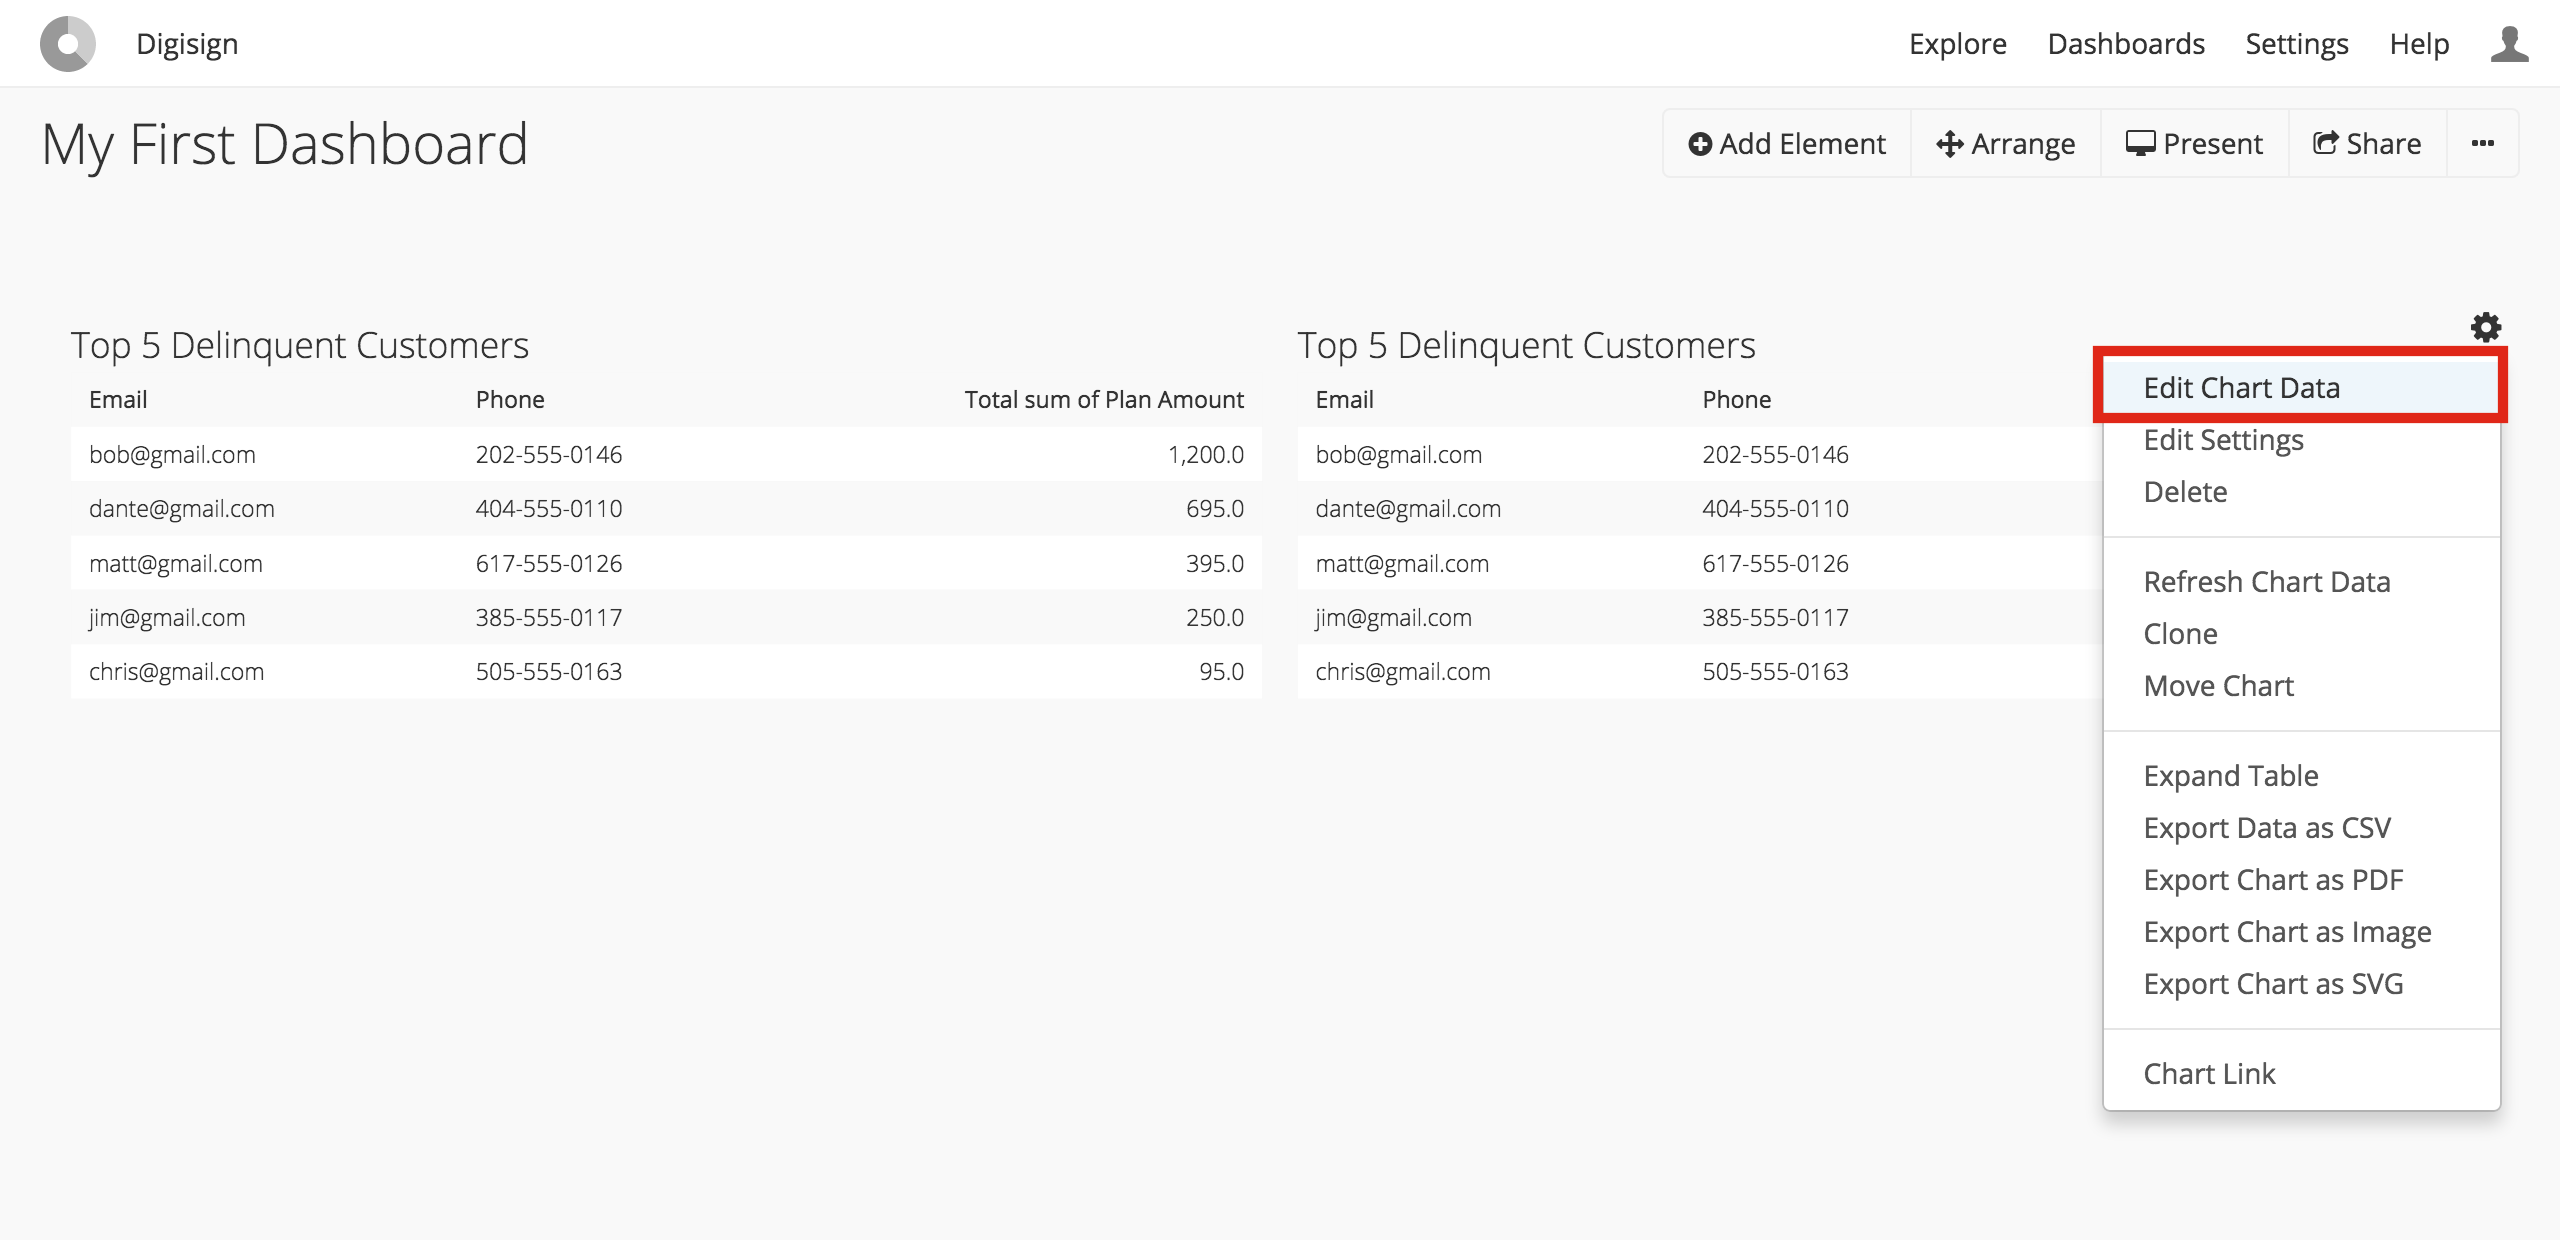 Digisign Explore Dashboards Settings Help
My First Dashboard Add Element Arrange Present Share
Top 5 Delinquent Customers
Email Phone Total sum of Plan Amount
bob@gmail.com 202-555-0146 1,200.0
dante@gmail.com 404-555-0110 695.0
matt@gmail.com 617-555-0126 395.0
jim@gmail.com 385-555-0117 250.0
chris@gmail.com 505-555-0163 95.0
Top 5 Delinquent Customers
Email Phone
bob@gmail.com 202-555-0146
dante@gmail.com 404-555-0110
matt@gmail.com 617-555-0126
jim@gmail.com 385-555-0117
chris@gmail.com 505-555-0163
Edit Chart Data
Edit Settings
Delete
Refresh Chart Data
Clone
Move Chart
Expand Table
Export Data as CSV
Export Chart as PDF
Export Chart as Image
Export Chart as SVG
Chart Link